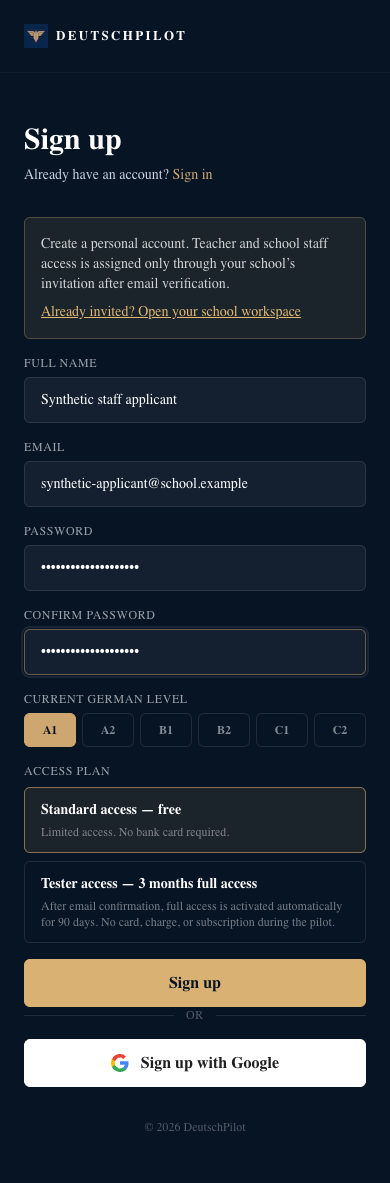 DEUTSCHPILOT
Sign up
Already have an account? Sign in
Create a personal account. Teacher and school staff
access is assigned only through your school’s
invitation after email verification.
Already invited? Open your school workspace
FULL NAME
Synthetic staff applicant
EMAIL
synthetic-applicant@school.example
PASSWORD
••••••••••••••••••••
CONFIRM PASSWORD
••••••••••••••••••••
CURRENT GERMAN LEVEL
A1 A2 B1 B2 C1 C2
ACCESS PLAN
Standard access — free
Limited access. No bank card required.
Tester access — 3 months full access
After email confirmation, full access is activated automatically
for 90 days. No card, charge, or subscription during the pilot.
Sign up
OR
Sign up with Google
© 2026 DeutschPilot